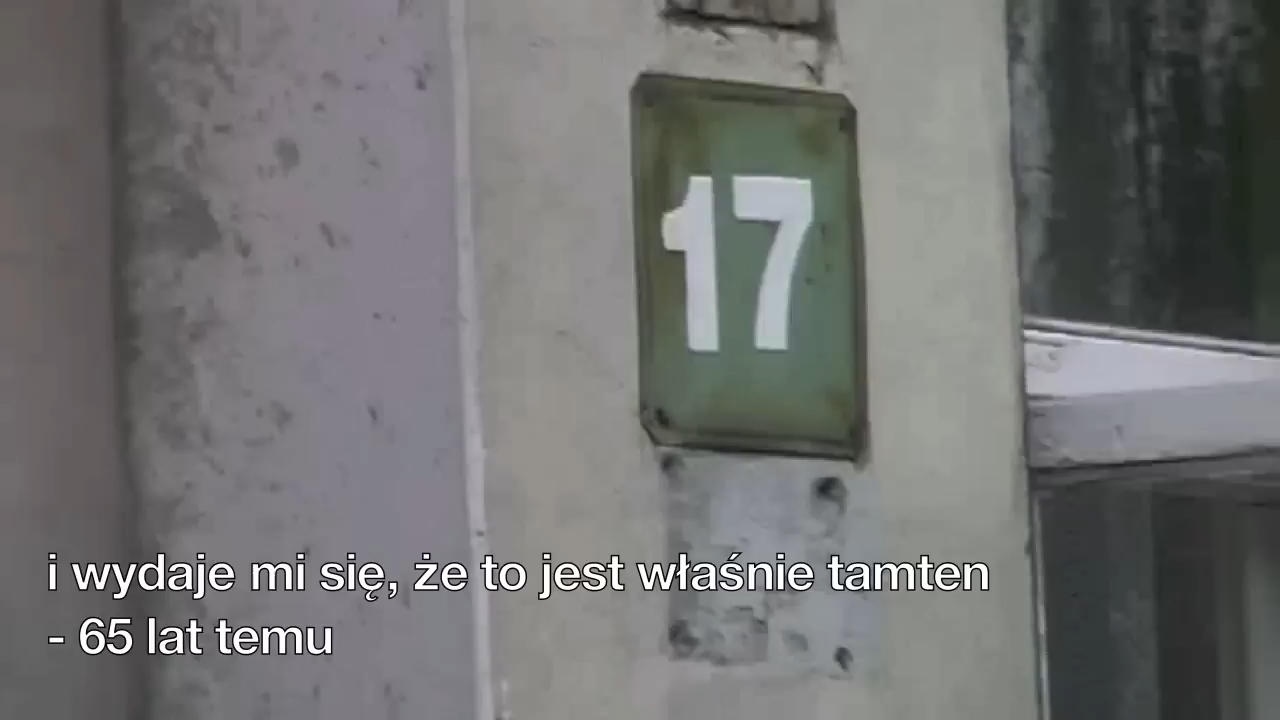 17
i wydaje mi się, że to jest właśnie tamten
- 65 lat temu